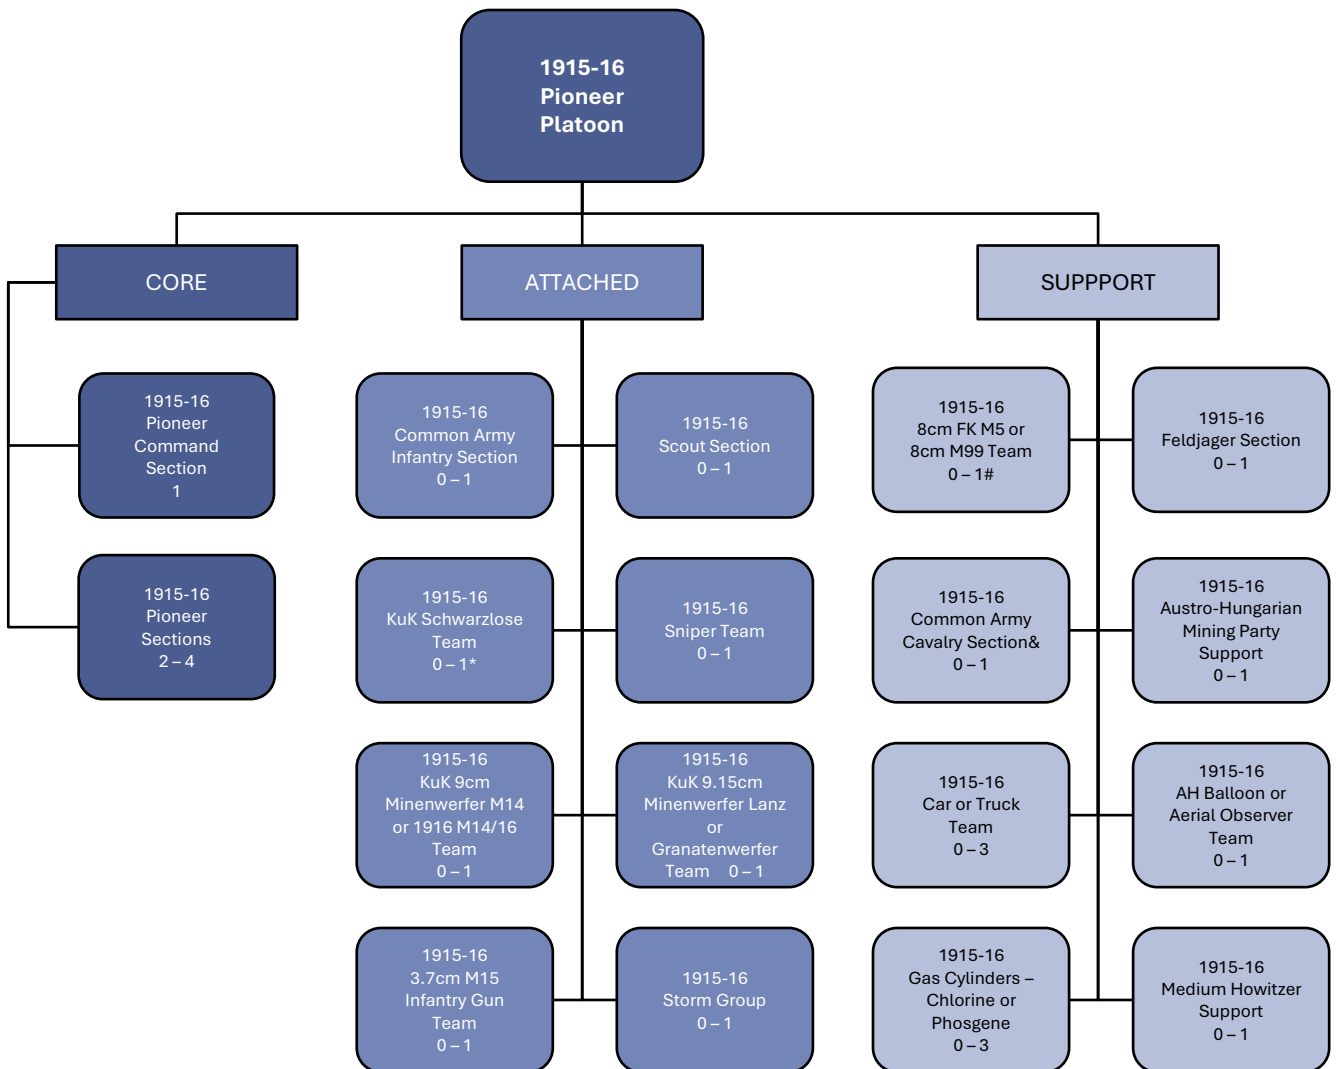 1915-16
Pioneer
Platoon
CORE
ATTACHED
SUPPPORT
1915-16
Pioneer
Command
Section
1
1915-16
Pioneer
Sections
2 – 4
1915-16
Common Army
Infantry Section
0 – 1
1915-16
Scout Section
0 – 1
1915-16
KuK Schwarzlose
Team
0 – 1*
1915-16
Sniper Team
0 – 1
1915-16
KuK 9cm
Minenwerfer M14
or 1916 M14/16
Team
0 – 1
1915-16
KuK 9.15cm
Minenwerfer Lanz
or
Granatenwerfer
Team 0 – 1
1915-16
3.7cm M15
Infantry Gun
Team
0 – 1
1915-16
Storm Group
0 – 1
1915-16
8cm FK M5 or
8cm M99 Team
0 – 1#
1915-16
Feldjager Section
0 – 1
1915-16
Common Army
Cavalry Section&
0 – 1
1915-16
Austro-Hungarian
Mining Party
Support
0 – 1
1915-16
Car or Truck
Team
0 – 3
1915-16
AH Balloon or
Aerial Observer
Team
0 – 1
1915-16
Gas Cylinders –
Chlorine or
Phosgene
0 – 3
1915-16
Medium Howitzer
Support
0 – 1